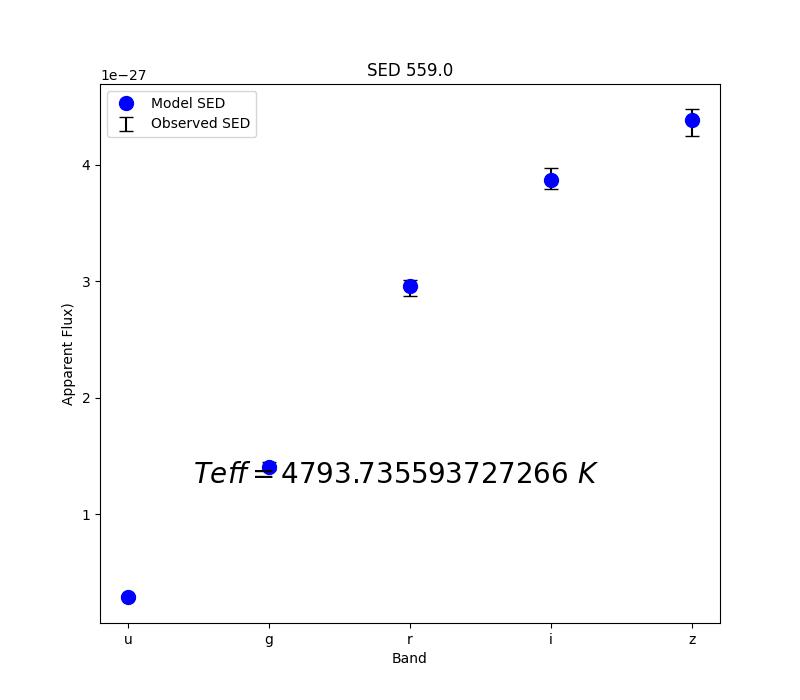 SED 559.0
1e−27
Model SED
Observed SED
4
3
2
1
Apparent Flux)
Teff = 4793.735593727266 K
u g r i z
Band